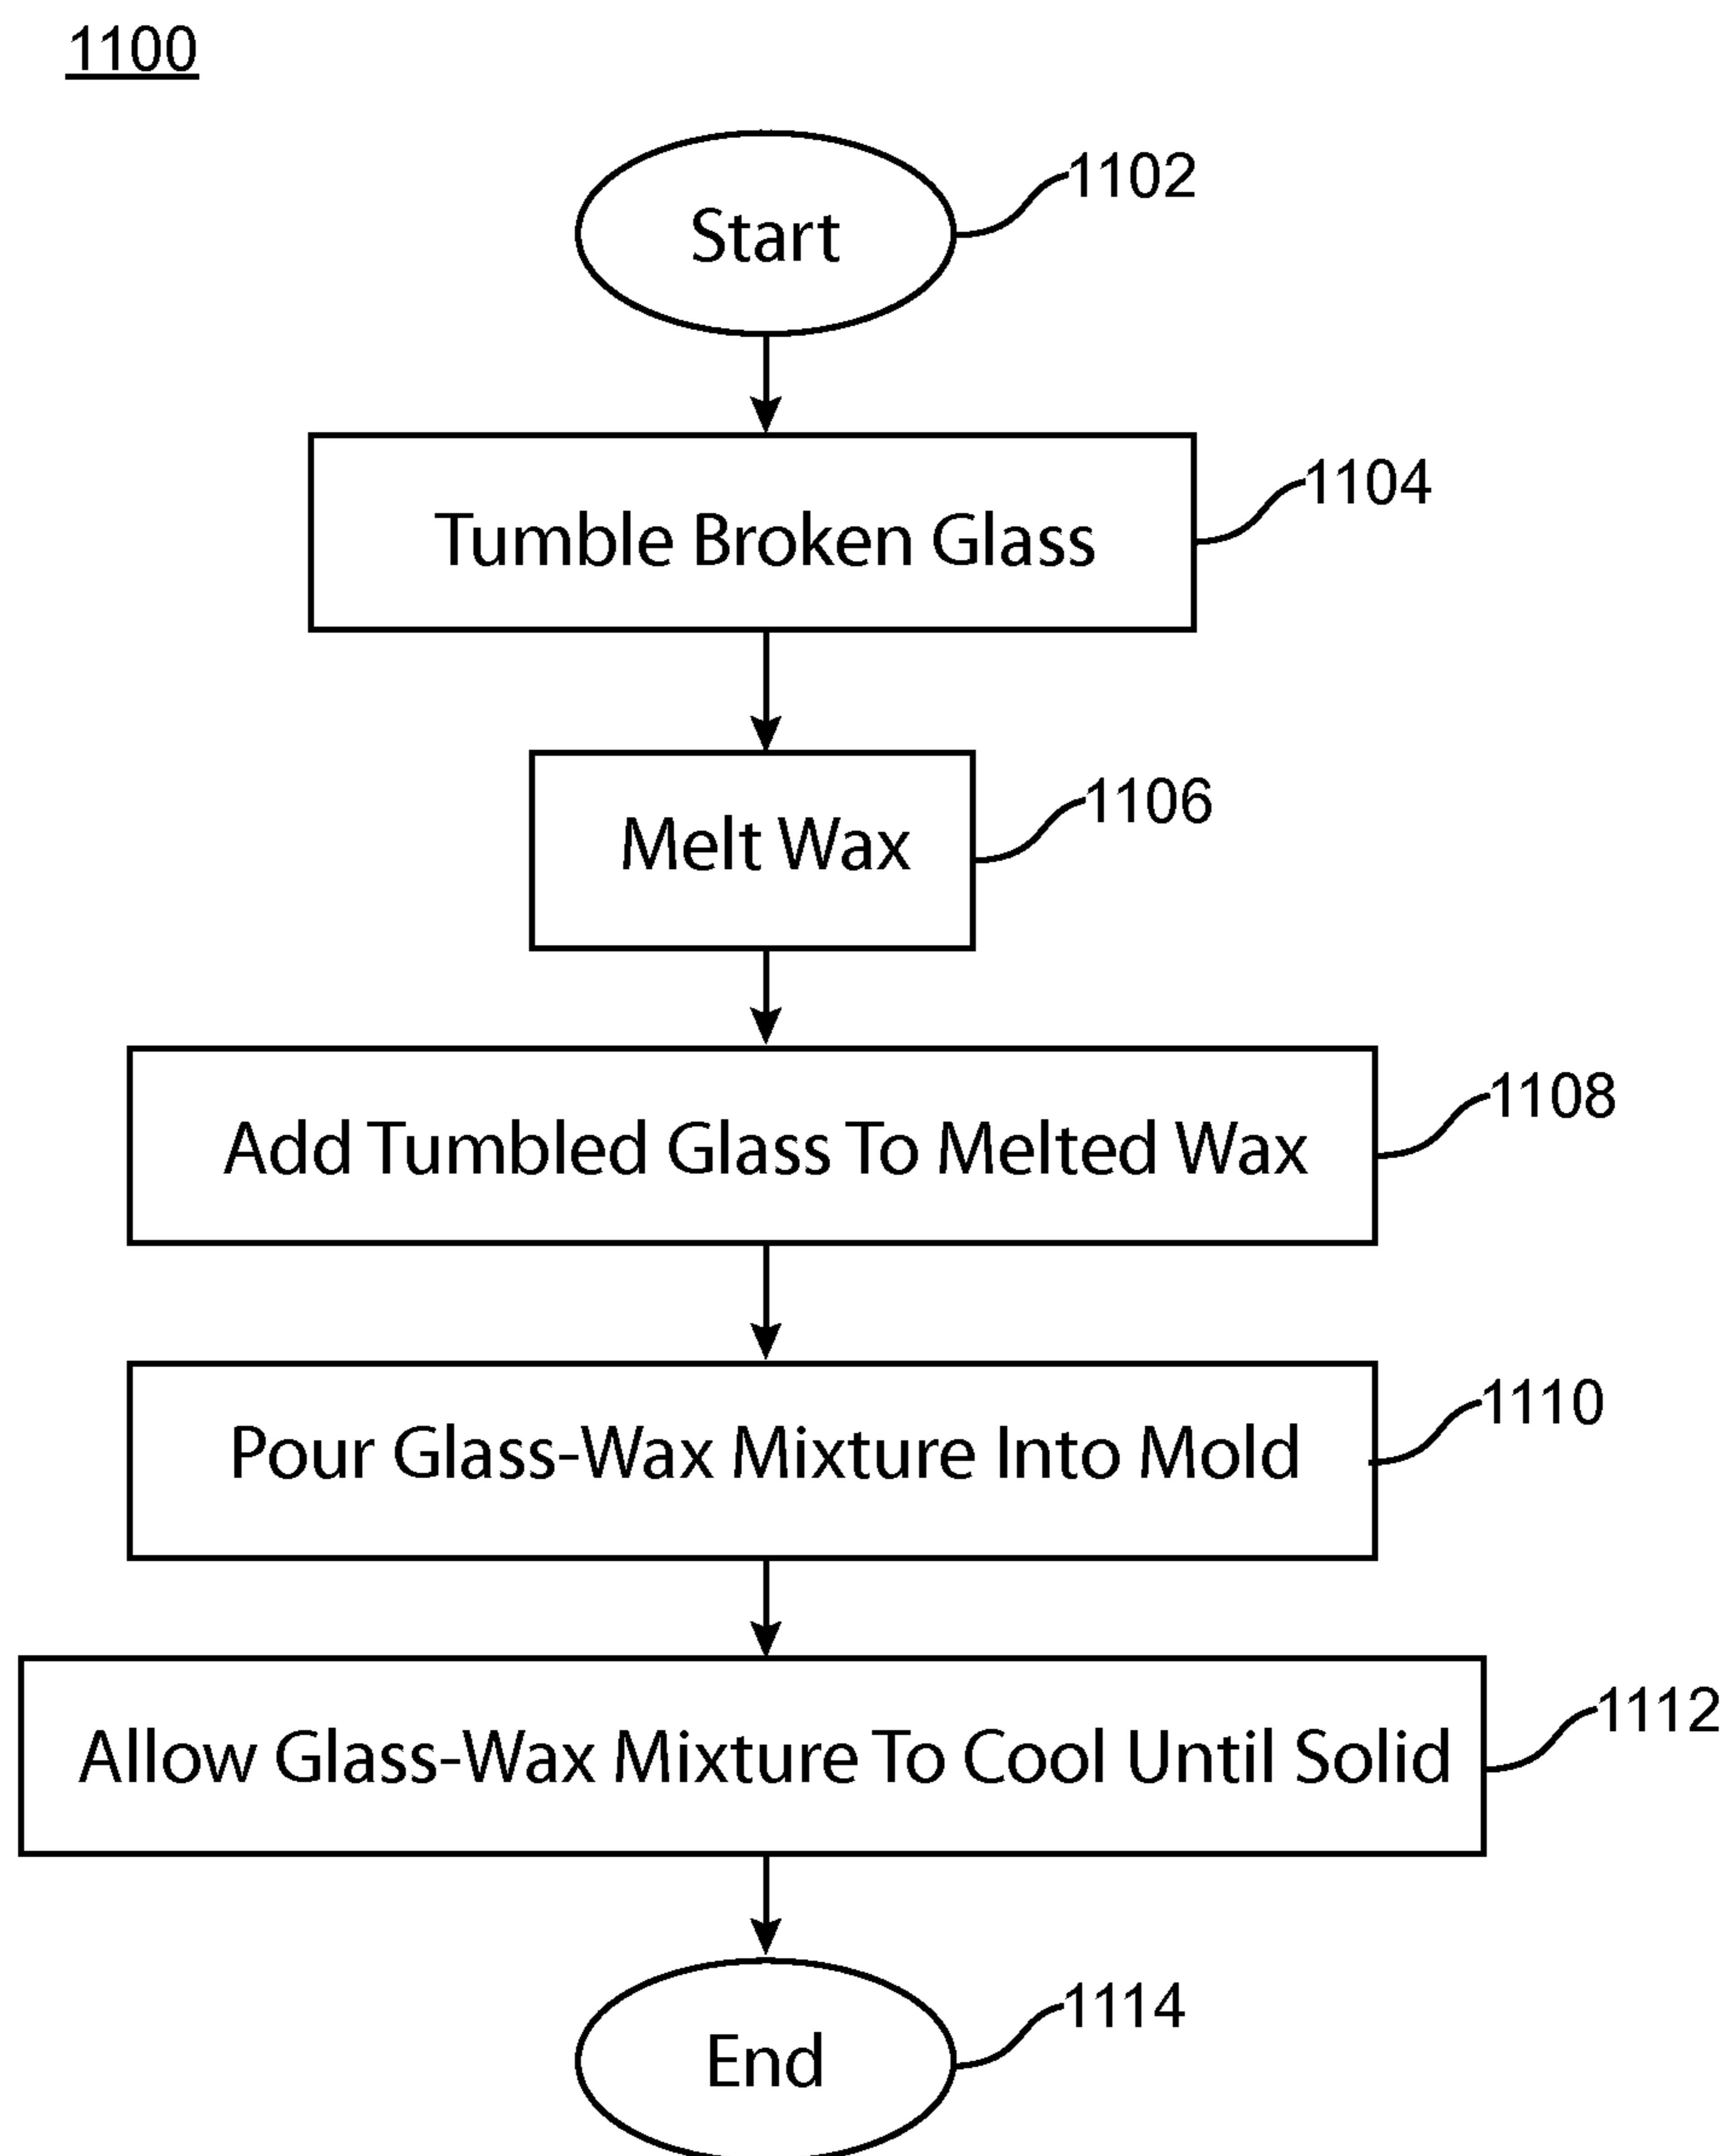 1100
Start
1102
Tumble Broken Glass
1104
Melt Wax
1106
Add Tumbled Glass To Melted Wax
1108
Pour Glass-Wax Mixture Into Mold
1110
Allow Glass-Wax Mixture To Cool Until Solid
1112
End
1114